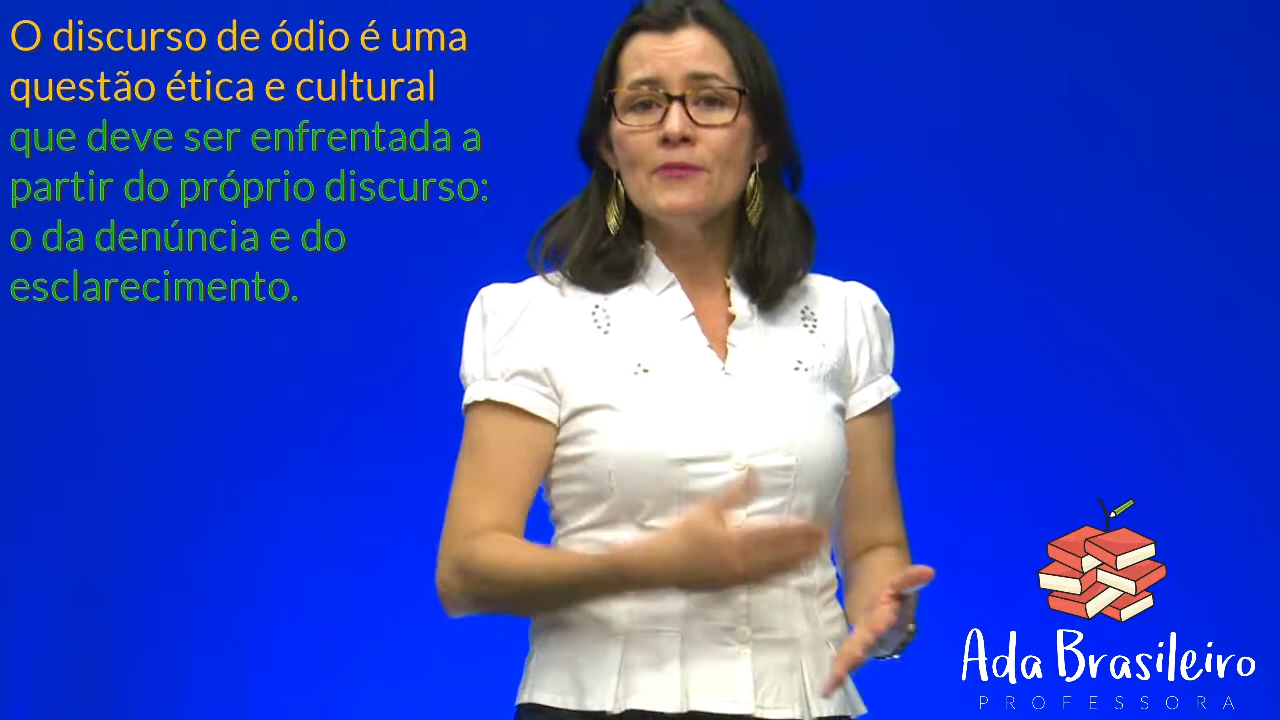 O discurso de ódio é uma
questão ética e cultural
que deve ser enfrentada a
partir do próprio discurso:
o da denúncia e do
esclarecimento.
Ada Brasileiro
PROFESSORA